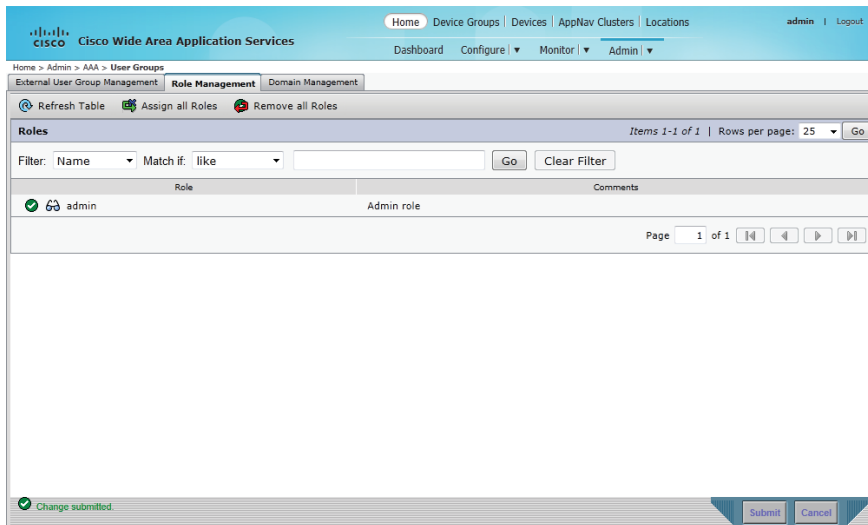 Home Device Groups | Devices | AppNav Clusters | Locations admin | Logout
CISCO Cisco Wide Area Application Services
Dashboard Configure | Monitor | Admin |
Home > Admin > AAA > User Groups
External User Group Management Role Management Domain Management
Refresh Table Assign all Roles Remove all Roles
Roles Items 1-1 of 1 | Rows per page: 25 Go
Filter: Name Match if: like Go Clear Filter
Role Comments
admin Admin role
Page 1 of 1
Change submitted. Submit Cancel